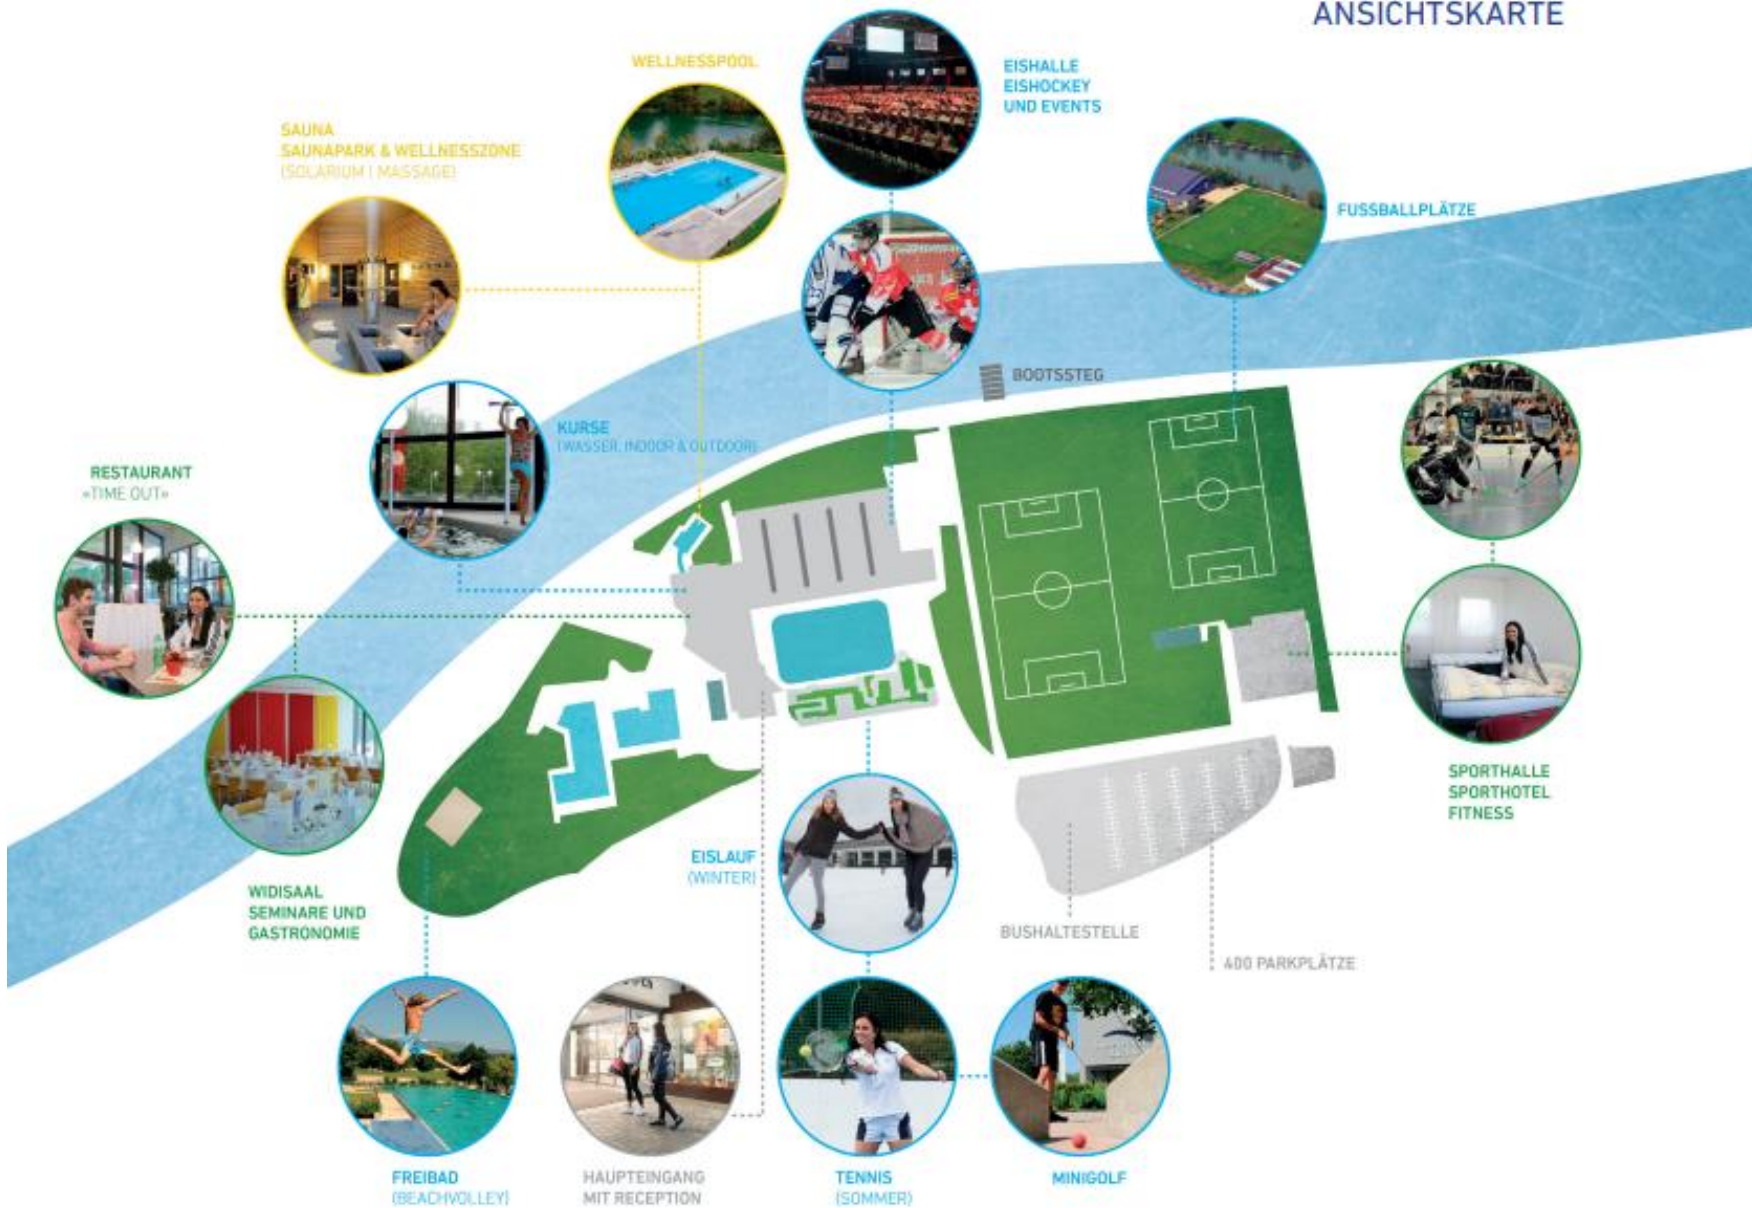 ANSICHTSKARTE
WELLNESSPOOL
EISHALLE
EISHOCKEY
UND EVENTS
SAUNA
SAUNAPARK & WELLNESSZONE
(SOLARIUM | MASSAGE)
FUSSBALLPLÄTZE
BOOTSSTEG
KURSE
(WASSER, INDOOR & OUTDOOR)
RESTAURANT
«TIME OUT»
SPORTHALLE
SPORTHOTEL
FITNESS
EISLAUF
(WINTER)
WIDISAAL
SEMINARE UND
GASTRONOMIE
BUSHALTESTELLE
400 PARKPLÄTZE
FREIBAD
(BEACHVOLLEY)
HAUPTEINGANG
MIT RECEPTION
TENNIS
(SOMMER)
MINIGOLF